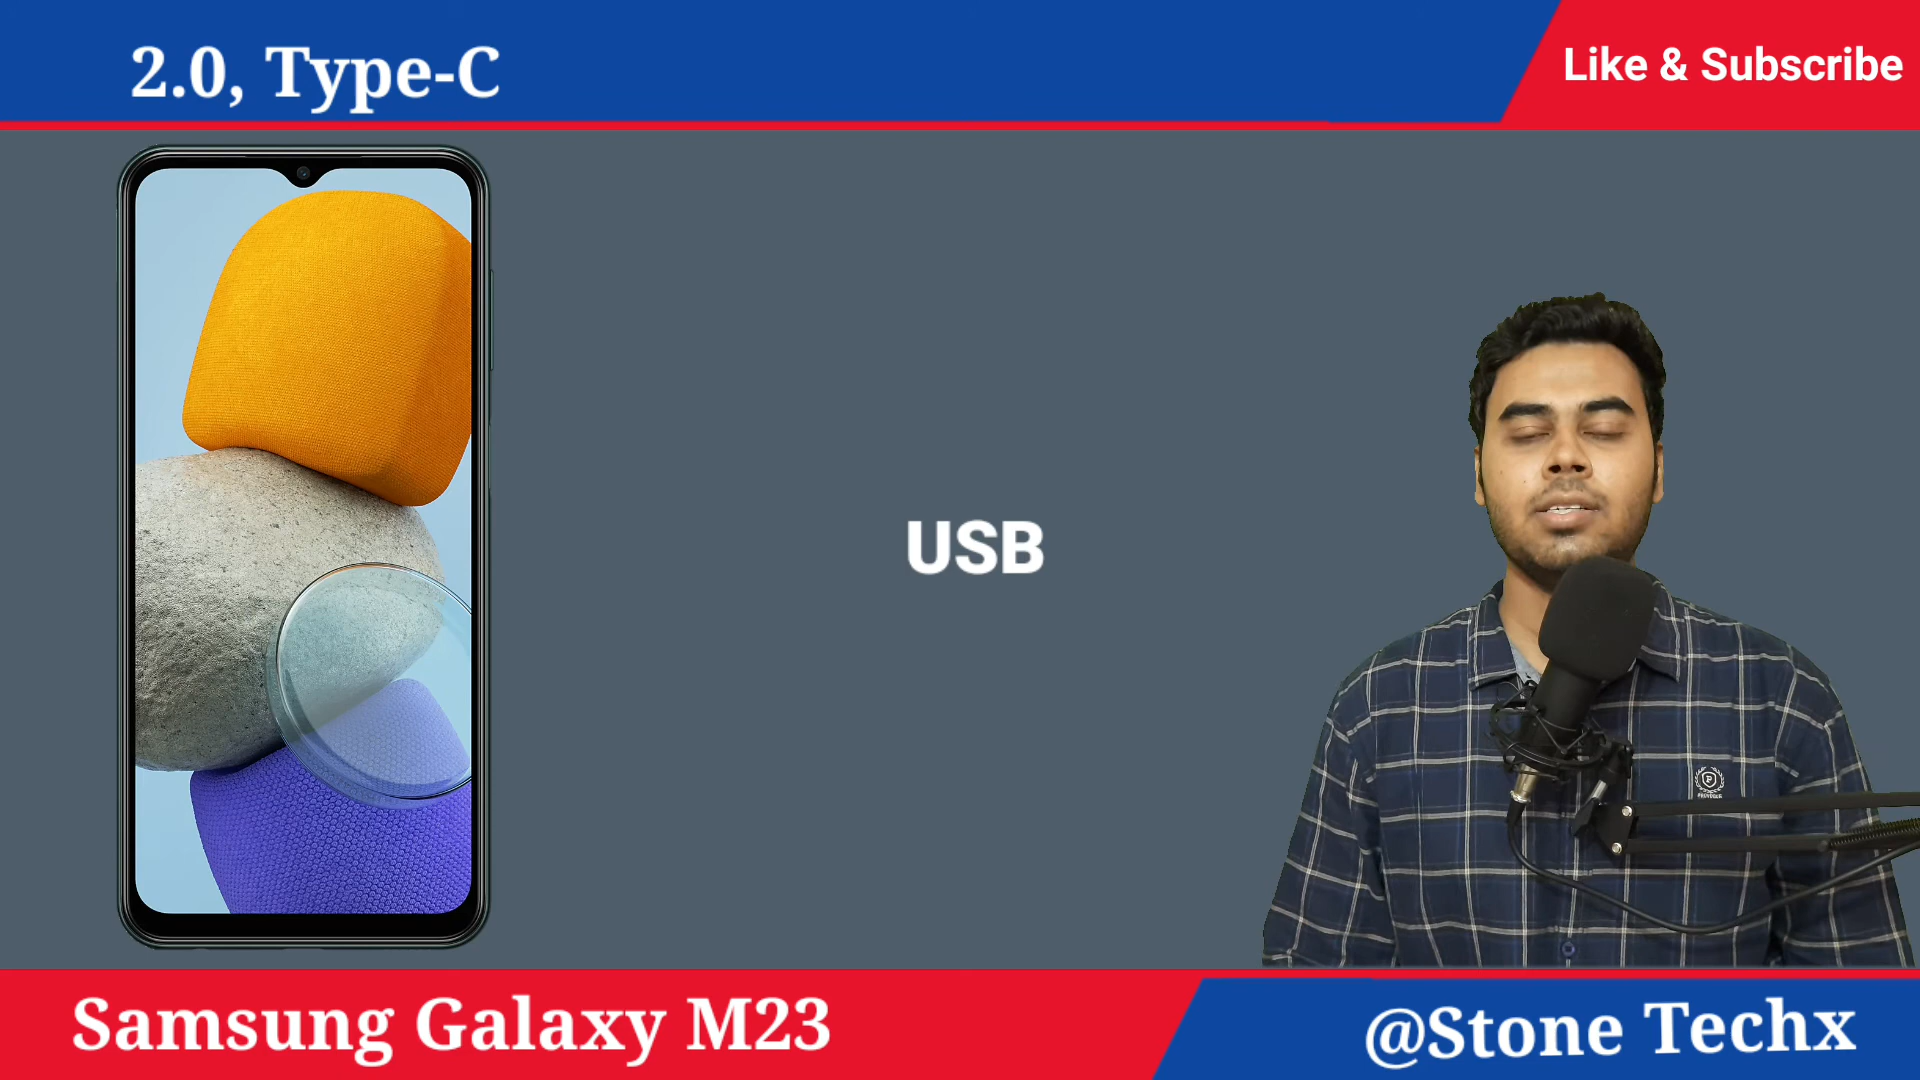 2.0, Type-C
Like & Subscribe
USB
Samsung Galaxy M23
@Stone Techx